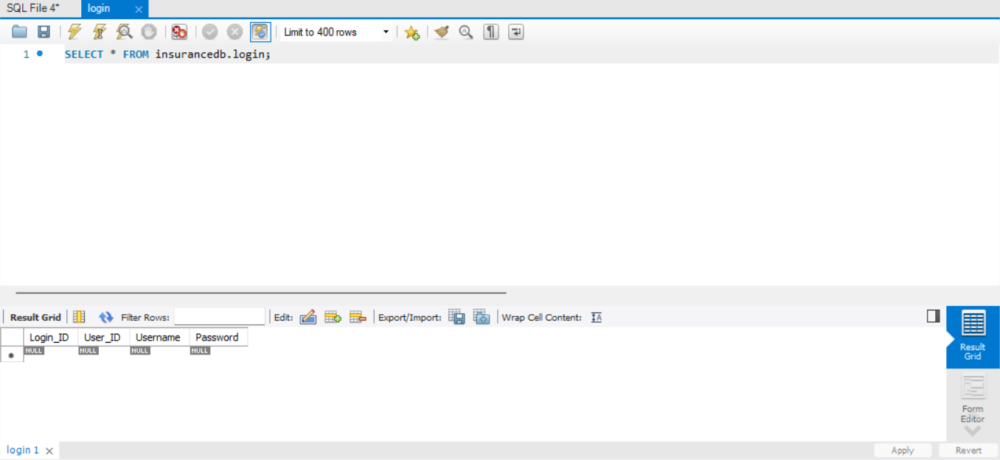 SQL File 4* login
Limit to 400 rows
1 SELECT * FROM insurancedb.login;
Result Grid Filter Rows: Edit: Export/Import: Wrap Cell Content:
Login_ID User_ID Username Password
* NULL NULL NULL NULL
Result
Grid
Form
Editor
login 1 Apply Revert